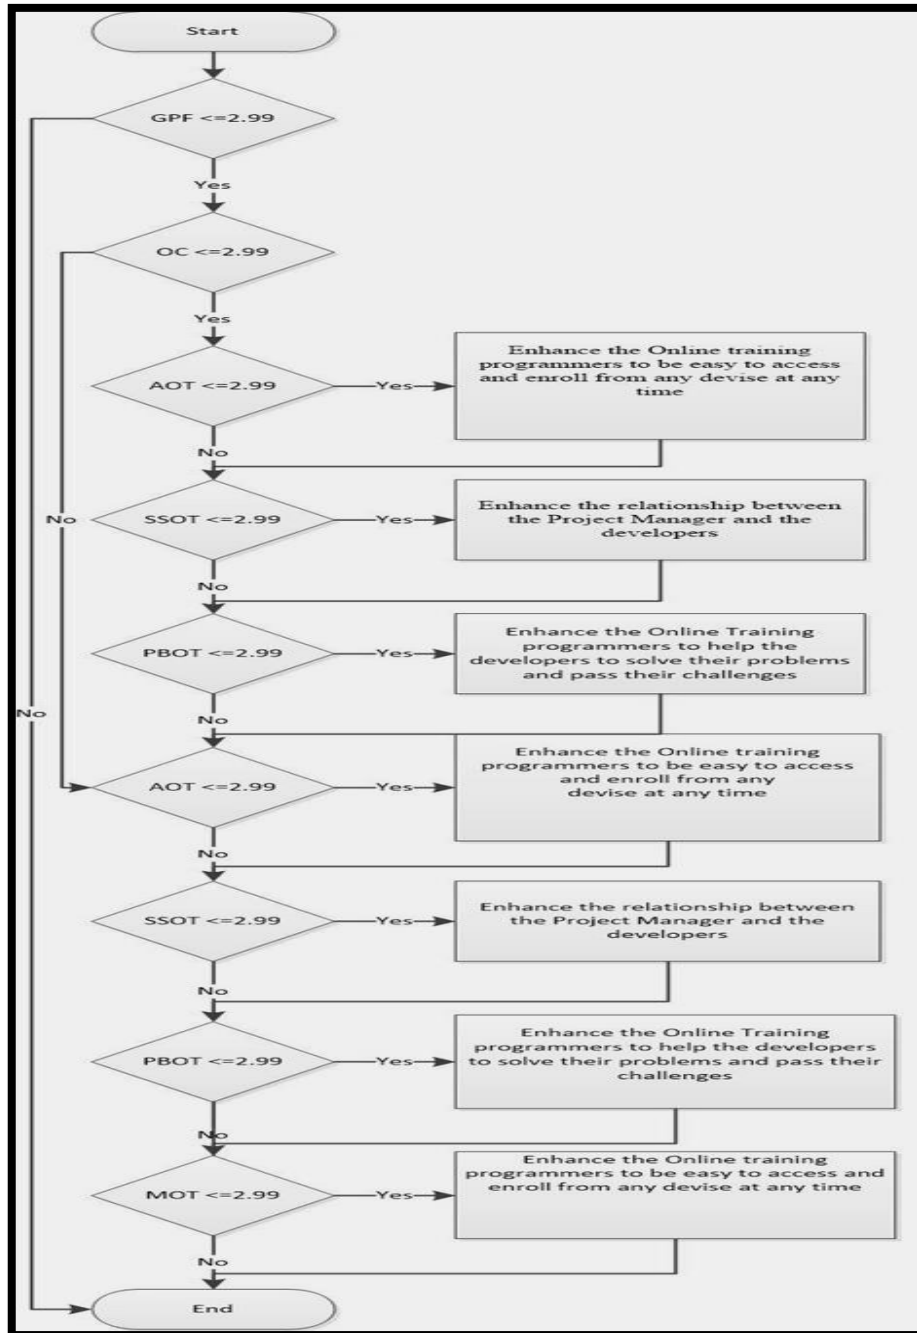 Start
GPF <=2.99
Yes
OC <=2.99
Yes
AOT <=2.99
Yes
Enhance the Online training
programmers to be easy to access
and enroll from any devise at any
time
No
SSOT <=2.99
Yes
Enhance the relationship between
the Project Manager and the
developers
No
No
PBOT <=2.99
Yes
Enhance the Online Training
programmers to help the
developers to solve their problems
and pass their challenges
No
No
AOT <=2.99
Yes
Enhance the Online training
programmers to be easy to access
and enroll from any
devise at any time
No
SSOT <=2.99
Yes
Enhance the relationship between
the Project Manager and the
developers
No
PBOT <=2.99
Yes
Enhance the Online Training
programmers to help the developers
to solve their problems and pass their
challenges
No
MOT <=2.99
Yes
Enhance the Online training
programmers to be easy to access and
enroll from any devise at any time
No
End